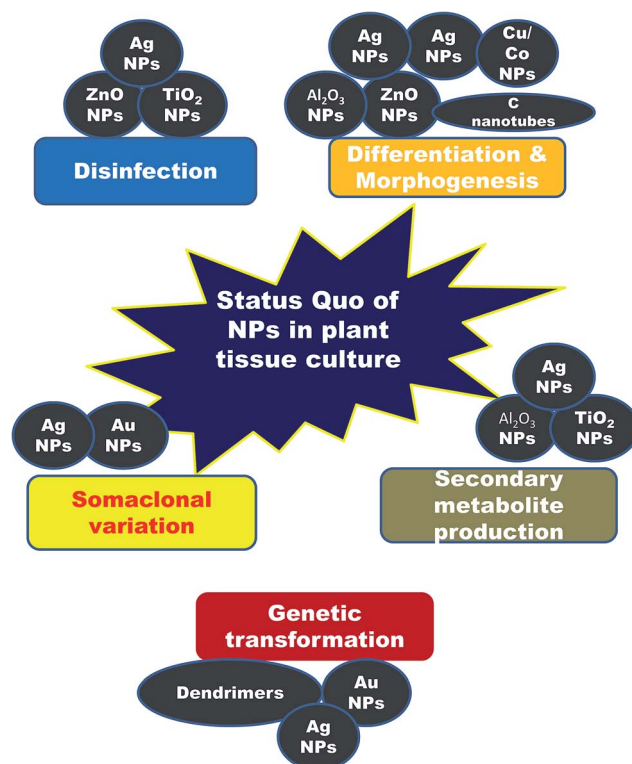 Ag
NPs
ZnO
NPs
TiO₂
NPs
Disinfection
Ag
NPs
Ag
NPs
Cu/
Co
NPs
Al₂O₃
NPs
ZnO
NPs
C
nanotubes
Differentiation &
Morphogenesis
Status Quo of
NPs in plant
tissue culture
Ag
NPs
Au
NPs
Somaclonal
variation
Ag
NPs
Al₂O₃
NPs
TiO₂
NPs
Secondary
metabolite
production
Genetic
transformation
Dendrimers
Au
NPs
Ag
NPs